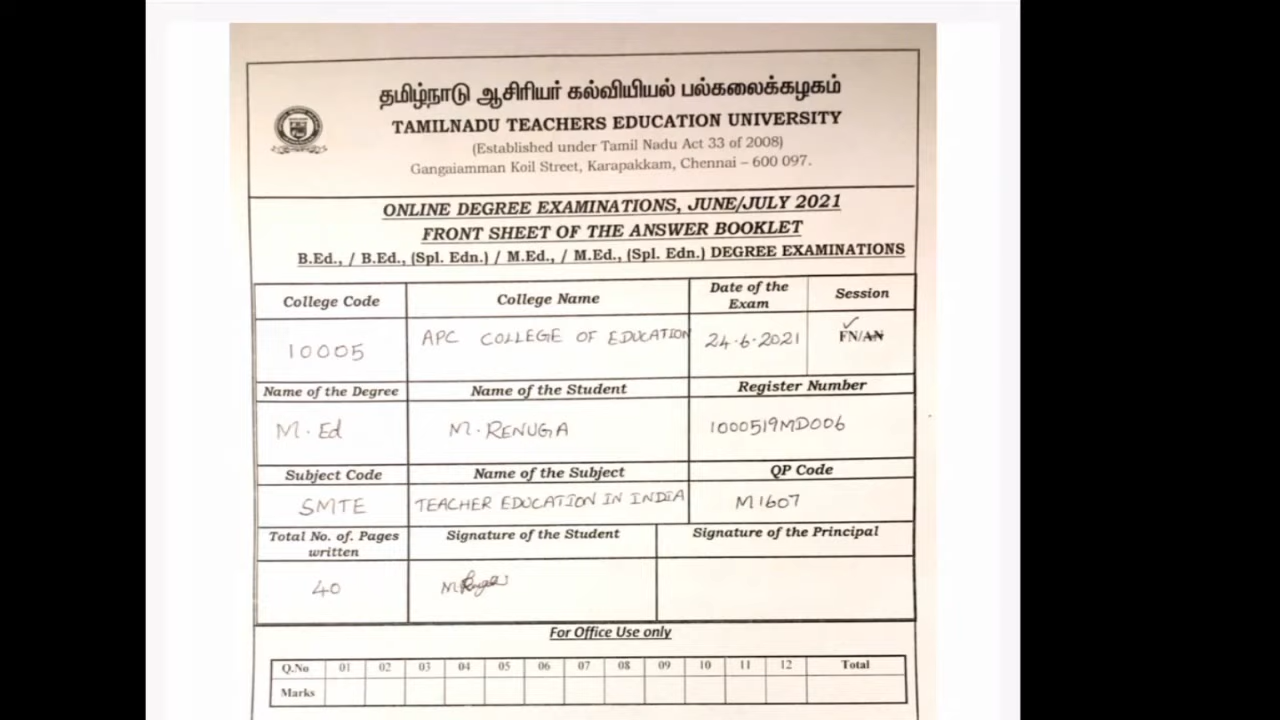 தமிழ்நாடு ஆசிரியர் கல்வியியல் பல்கலைக்கழகம்
TAMILNADU TEACHERS EDUCATION UNIVERSITY
(Established under Tamil Nadu Act 33 of 2008)
Gangaiamman Koil Street, Karapakkam, Chennai – 600 097.
ONLINE DEGREE EXAMINATIONS, JUNE/JULY 2021
FRONT SHEET OF THE ANSWER BOOKLET
B.Ed., / B.Ed., (Spl. Edn.) / M.Ed., / M.Ed., (Spl. Edn.) DEGREE EXAMINATIONS
College Code College Name Date of the Exam Session
10005 APC COLLEGE OF EDUCATION 24.6.2021 FN/AN
Name of the Degree Name of the Student Register Number
M.Ed M.RENUGA 1000519MD006
Subject Code Name of the Subject QP Code
SMTE TEACHER EDUCATION IN INDIA M1607
Total No. of. Pages written Signature of the Student Signature of the Principal
40
For Office Use only
Q.No 01 02 03 04 05 06 07 08 09 10 11 12 Total
Marks